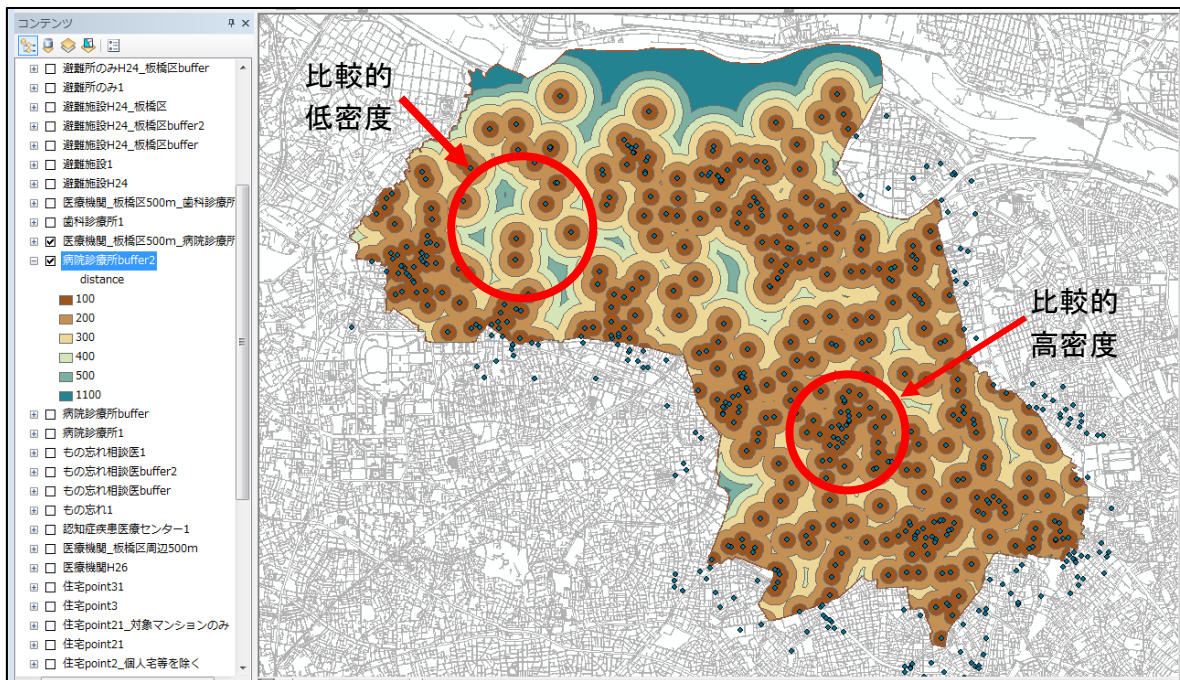 コンテンツ
避難所のみH24_板橋区buffer
避難所のみ1
避難施設H24_板橋区
避難施設H24_板橋区buffer2
避難施設H24_板橋区buffer
避難施設1
避難施設H24
医療機関_板橋区500m_歯科診療所
歯科診療所1
医療機関_板橋区500m_病院診療所
病院診療所buffer2
distance
100
200
300
400
500
1100
病院診療所buffer
病院診療所1
もの忘れ相談医1
もの忘れ相談医buffer2
もの忘れ相談医buffer
もの忘れ1
認知症疾患医療センター1
医療機関_板橋区周辺500m
医療機関H26
住宅point31
住宅point3
住宅point21_対象マンションのみ
住宅point21
住宅point2_個人宅等を除く
比較的
低密度
比較的
高密度